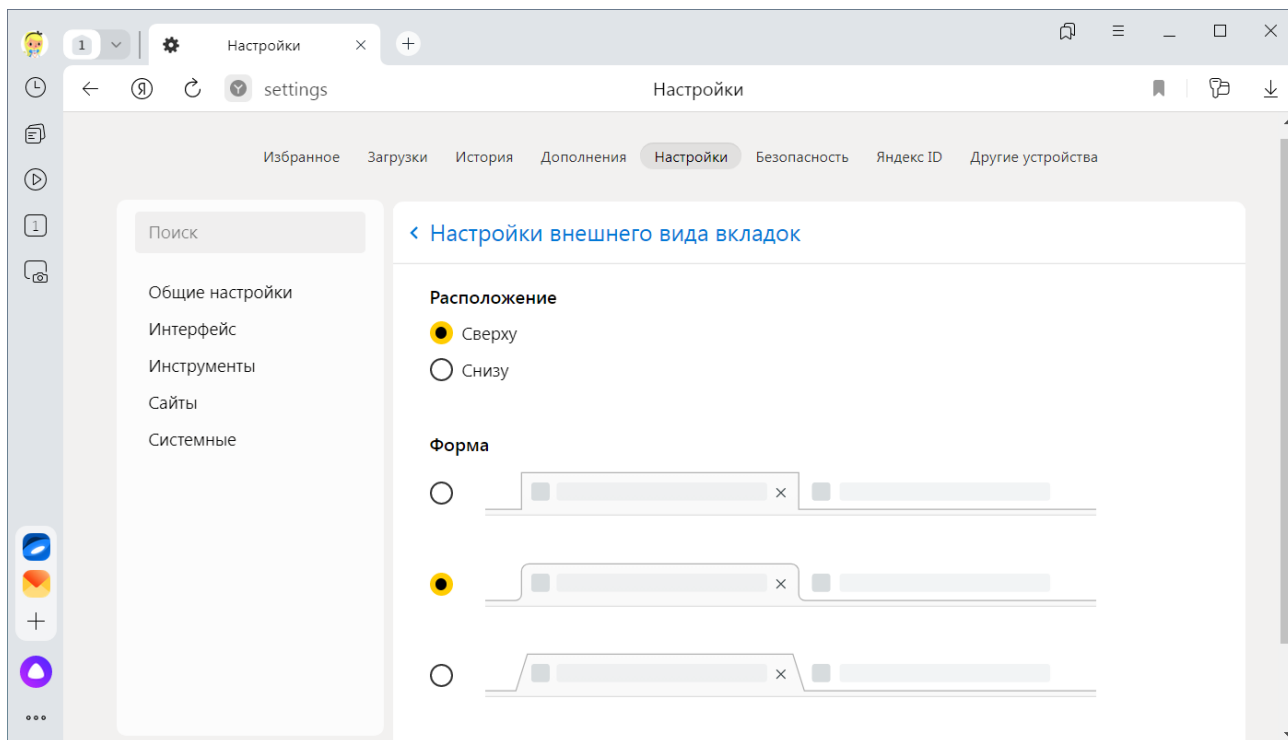 1
Настройки
Я
settings
Настройки
Избранное Загрузки История Дополнения Настройки Безопасность Яндекс ID Другие устройства
1
Поиск
Общие настройки
Интерфейс
Инструменты
Сайты
Системные
Настройки внешнего вида вкладок
Расположение
Сверху
Снизу
Форма